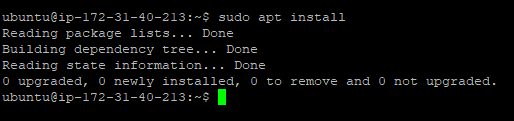 ubuntu@ip-172-31-40-213:~$ sudo apt install
Reading package lists... Done
Building dependency tree... Done
Reading state information... Done
0 upgraded, 0 newly installed, 0 to remove and 0 not upgraded.
ubuntu@ip-172-31-40-213:~$